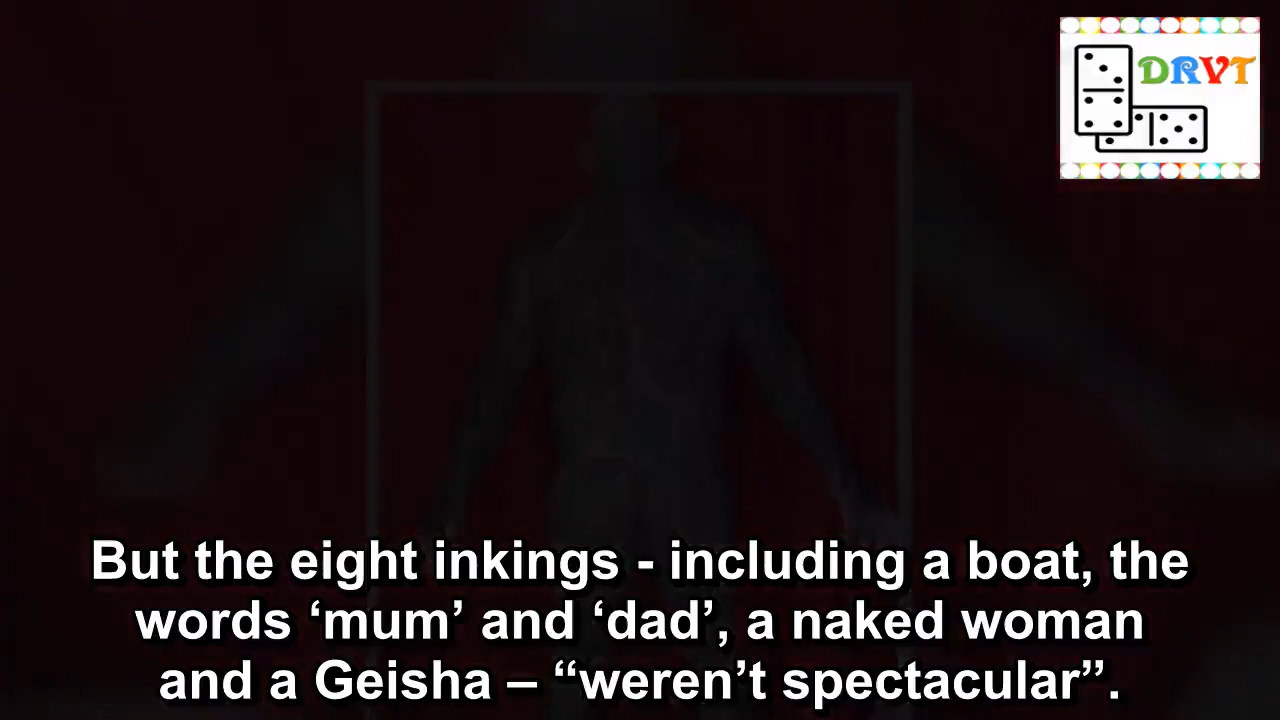 DRVT
But the eight inkings - including a boat, the
words ‘mum’ and ‘dad’, a naked woman
and a Geisha – “weren’t spectacular”.